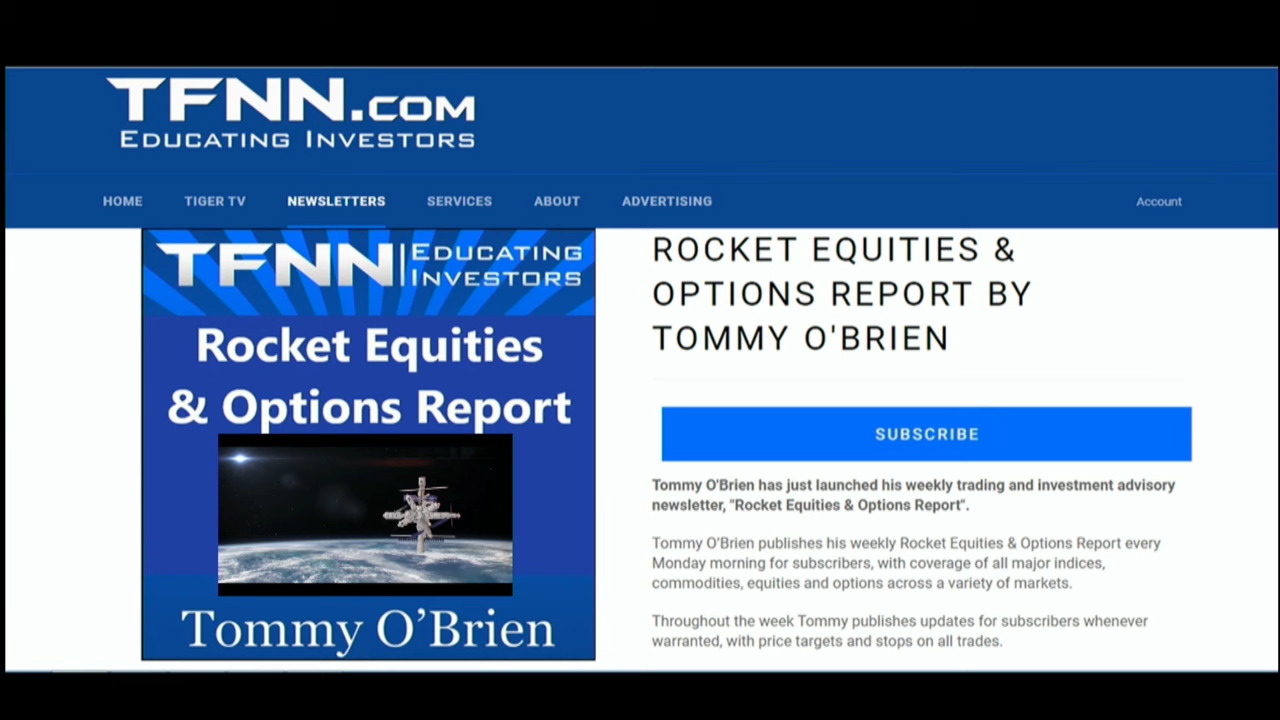 TFNN.COM
EDUCATING INVESTORS
HOME TIGER TV NEWSLETTERS SERVICES ABOUT ADVERTISING Account
TFNN EDUCATING
INVESTORS
Rocket Equities
& Options Report
Tommy O’Brien
ROCKET EQUITIES &
OPTIONS REPORT BY
TOMMY O'BRIEN
SUBSCRIBE
Tommy O'Brien has just launched his weekly trading and investment advisory
newsletter, "Rocket Equities & Options Report".
Tommy O'Brien publishes his weekly Rocket Equities & Options Report every
Monday morning for subscribers, with coverage of all major indices,
commodities, equities and options across a variety of markets.
Throughout the week Tommy publishes updates for subscribers whenever
warranted, with price targets and stops on all trades.